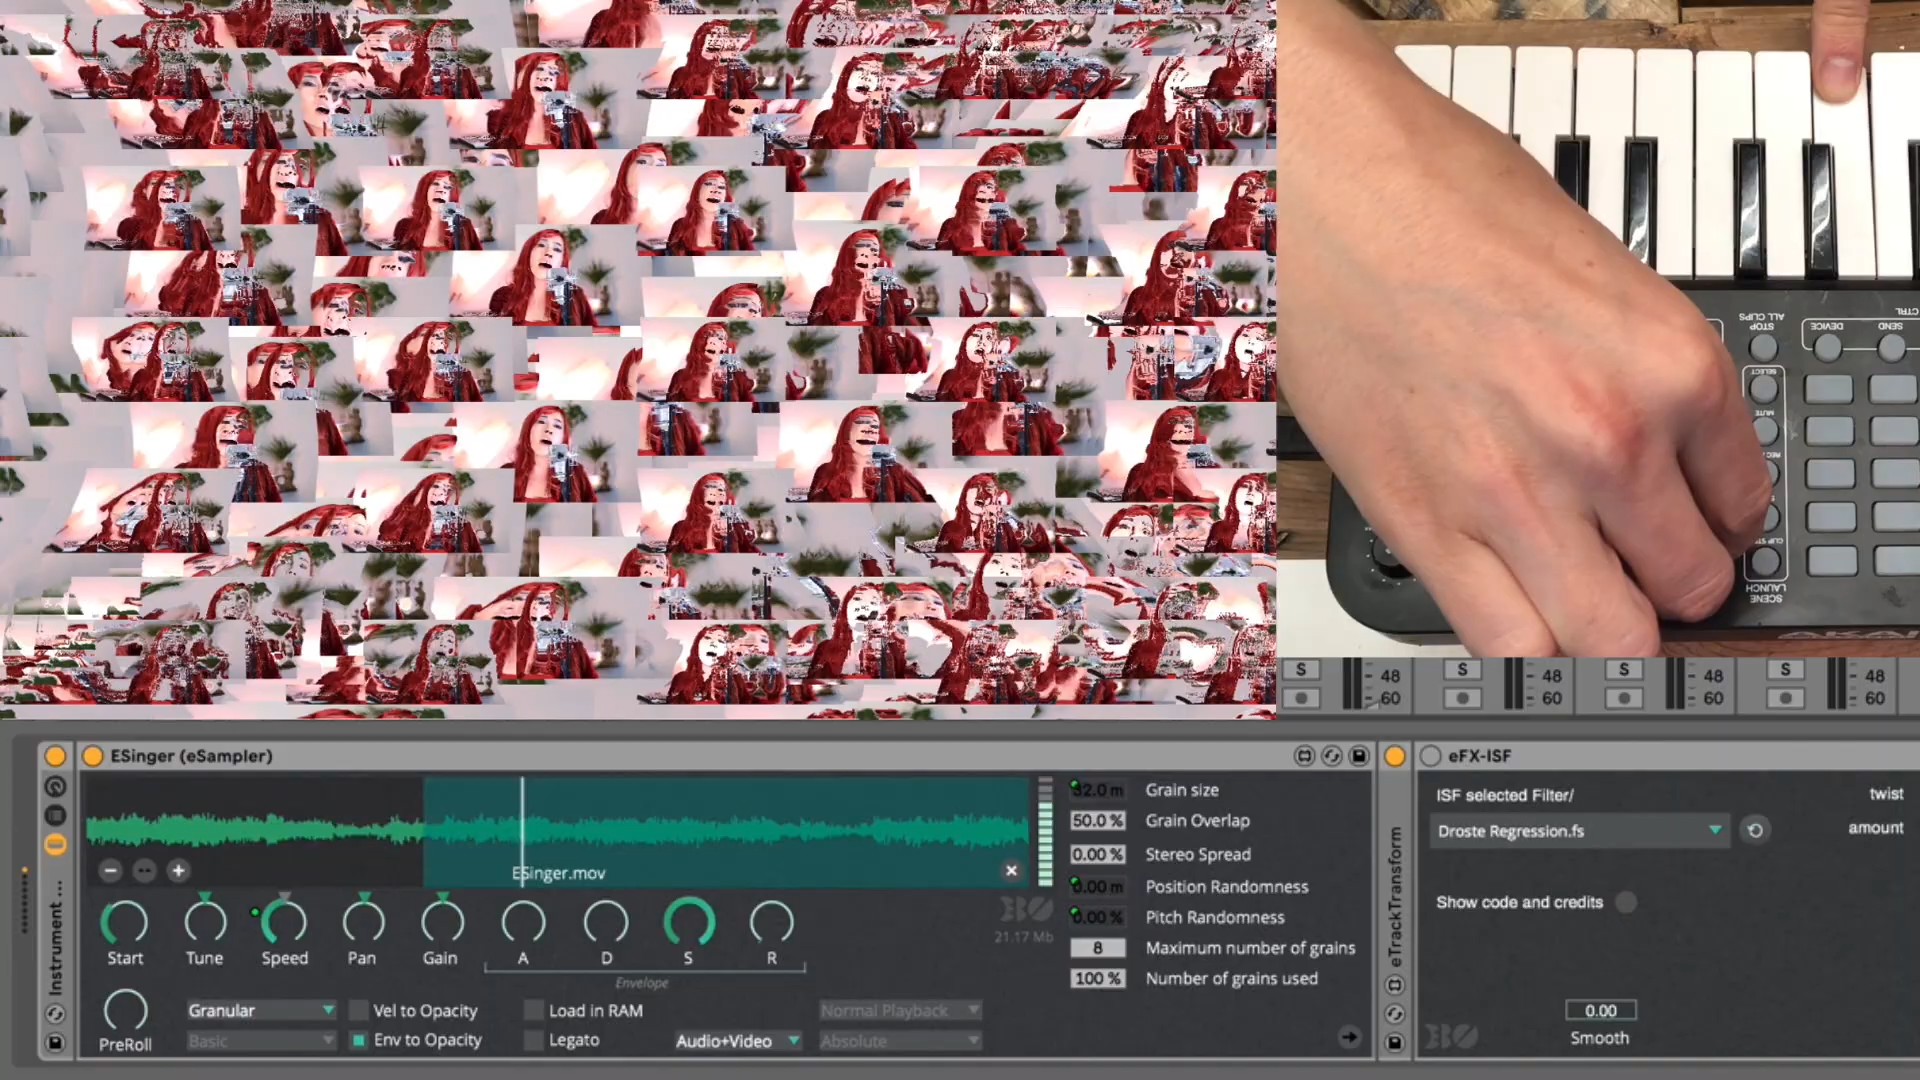 STOP
ALL CLIPS
DEVICE
SEND
CTRL
SELECT
MUTE
SCENE
LAUNCH
AKAI
S
48
60
S
48
60
S
48
60
S
48
60
ESinger (eSampler)
ESinger.mov
Start
Tune
Speed
Pan
Gain
A
D
S
R
Envelope
21.17 Mb
PreRoll
Granular
Basic
Vel to Opacity
Env to Opacity
Load in RAM
Legato
Audio+Video
Normal Playback
Absolute
32.0 m Grain size
50.0 % Grain Overlap
0.00 % Stereo Spread
0.00 m Position Randomness
0.00 % Pitch Randomness
8 Maximum number of grains
100 % Number of grains used
Instrument ...
eTrackTransform
eFX-ISF
ISF selected Filter/
twist
Droste Regression.fs
amount
Show code and credits
0.00
Smooth